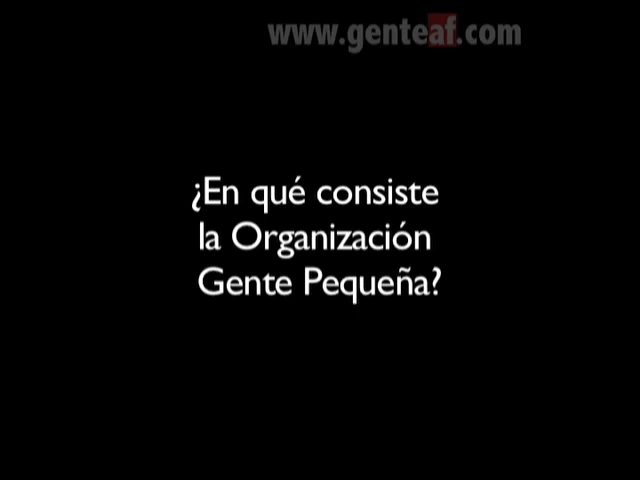 www.genteaf.com
¿En qué consiste
la Organización
Gente Pequeña?